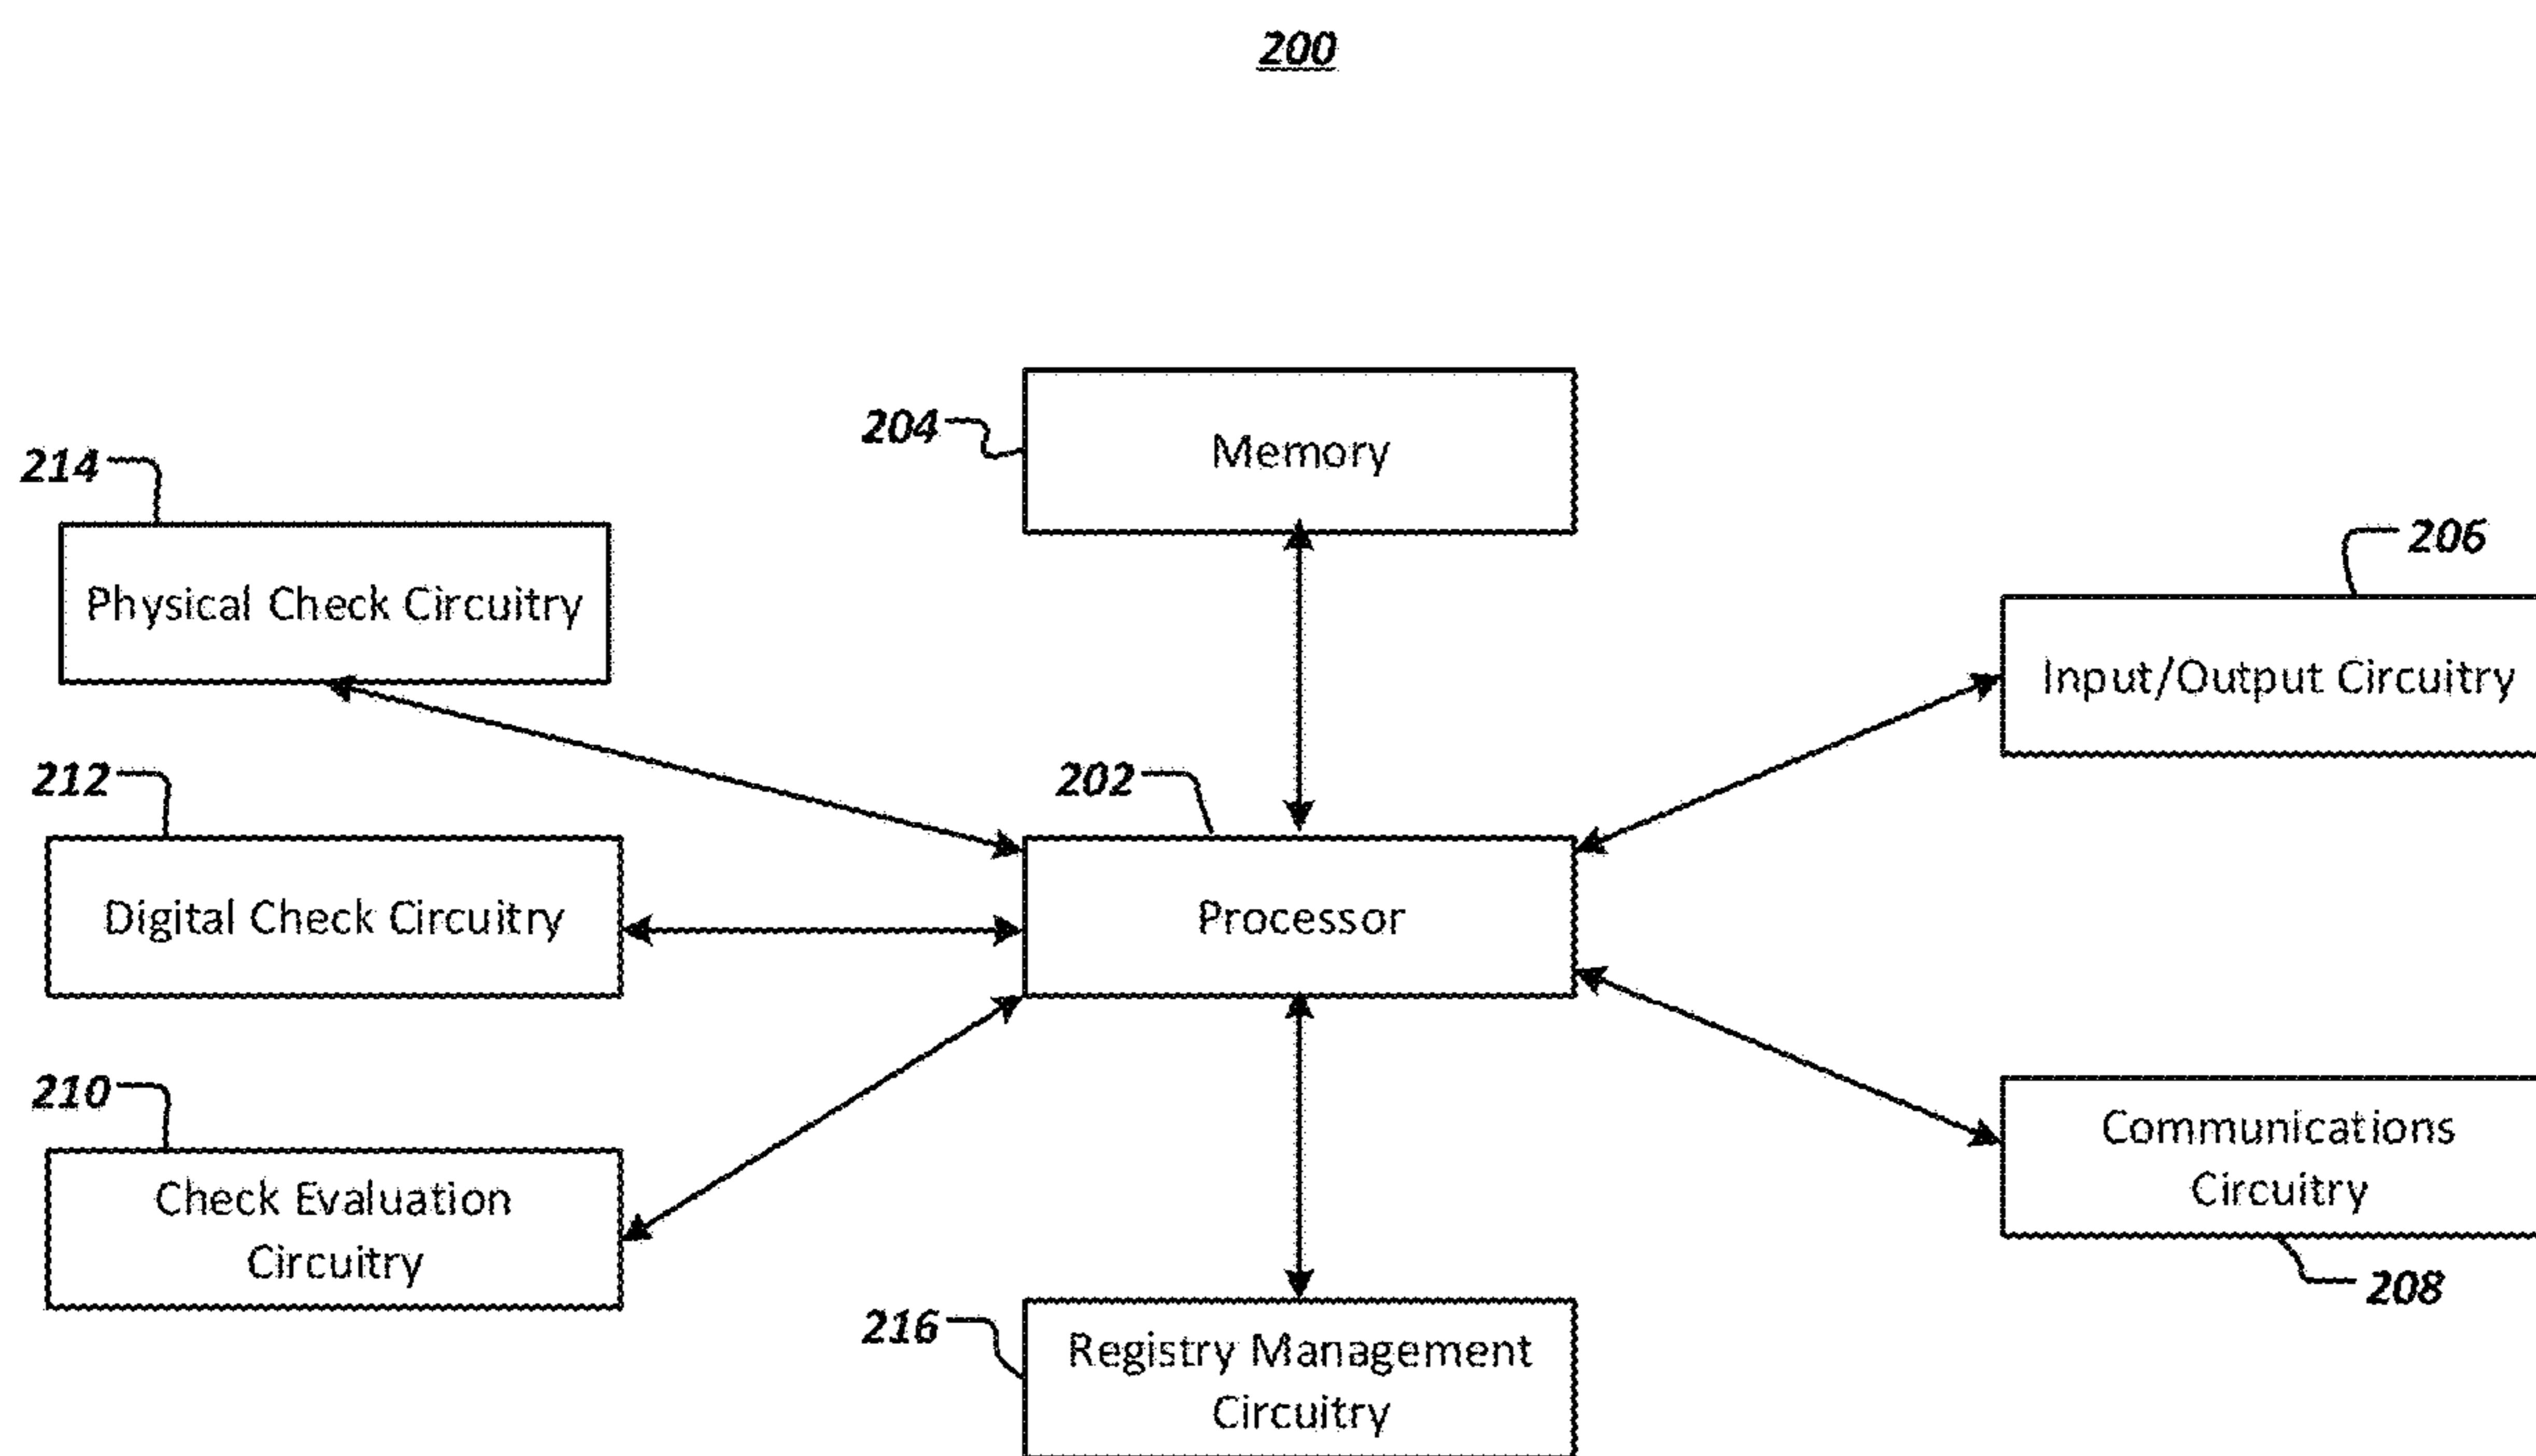 200
204
Memory
214
Physical Check Circuitry
206
Input/Output Circuitry
212
Digital Check Circuitry
202
Processor
210
Check Evaluation
Circuitry
Communications
Circuitry
208
216
Registry Management
Circuitry